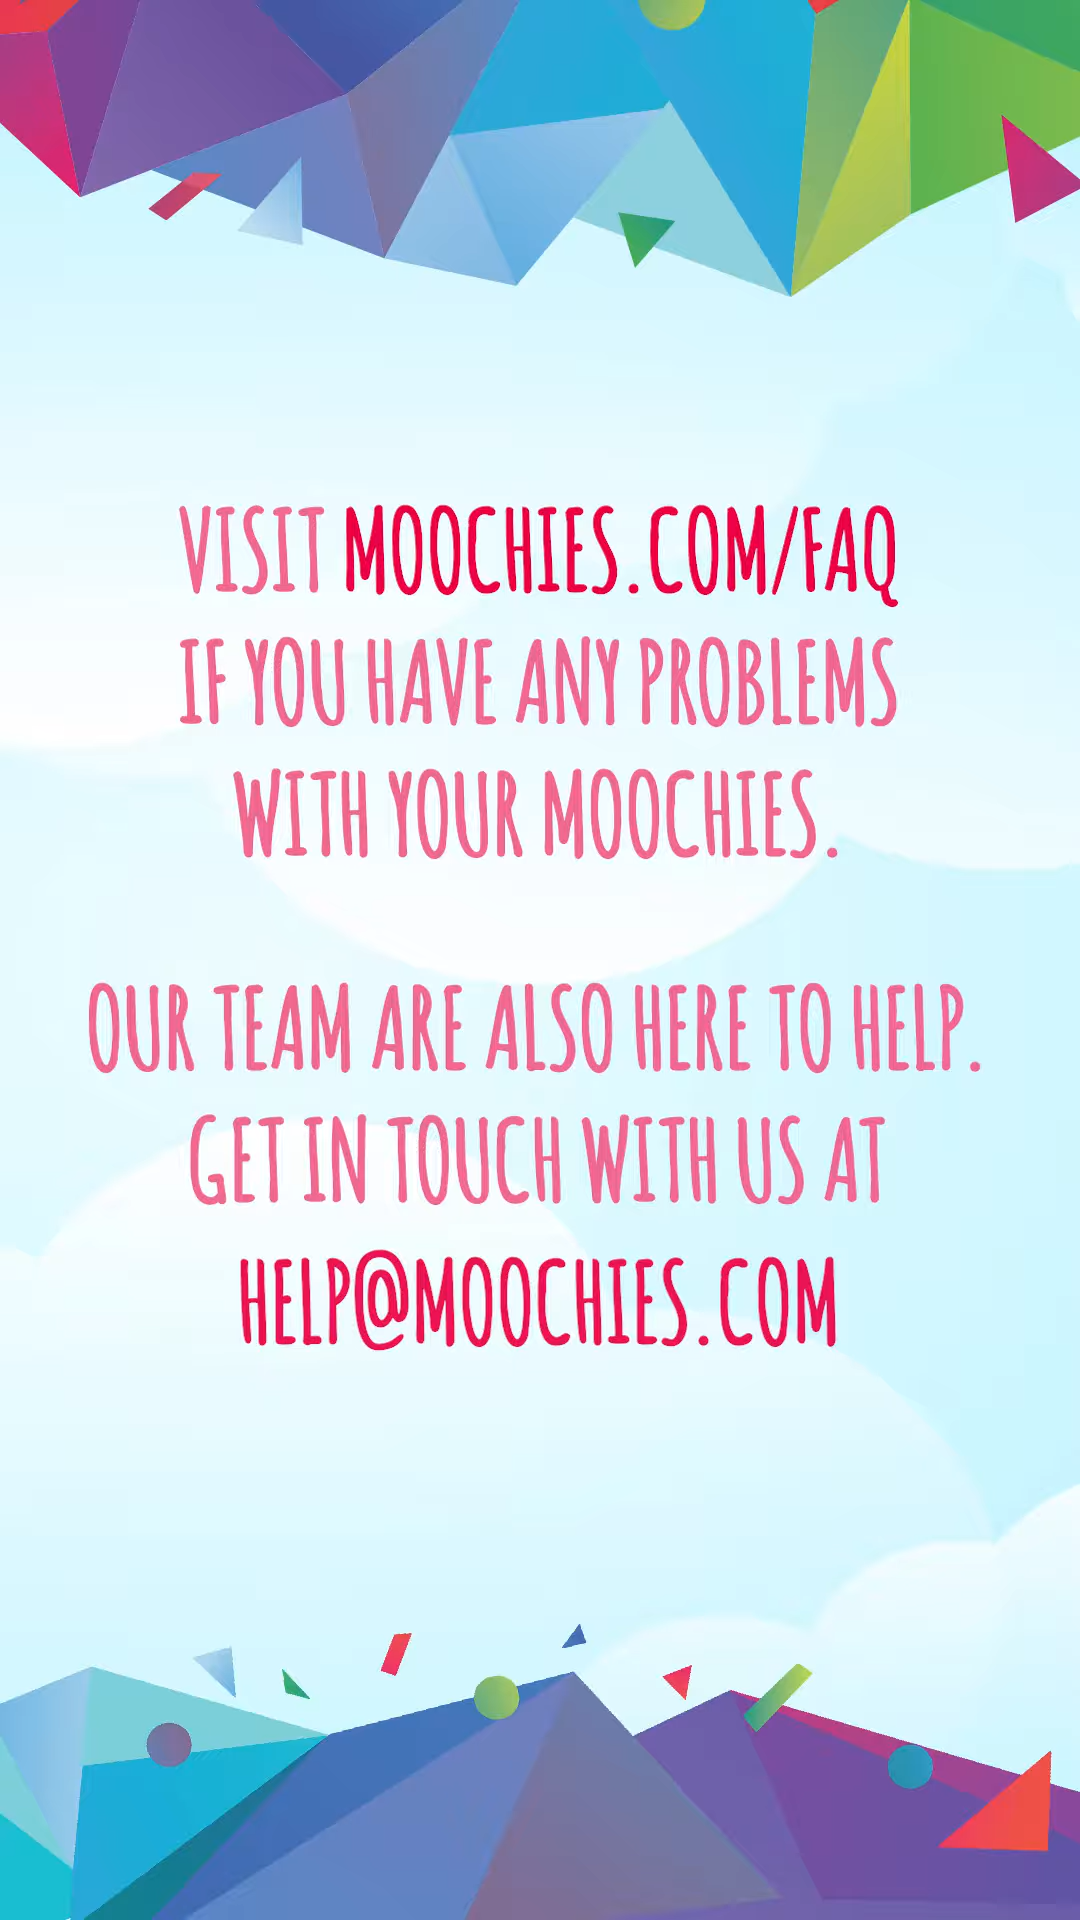 VISIT MOOCHIES.COM/FAQ
IF YOU HAVE ANY PROBLEMS
WITH YOUR MOOCHIES.
OUR TEAM ARE ALSO HERE TO HELP.
GET IN TOUCH WITH US AT
HELP@MOOCHIES.COM